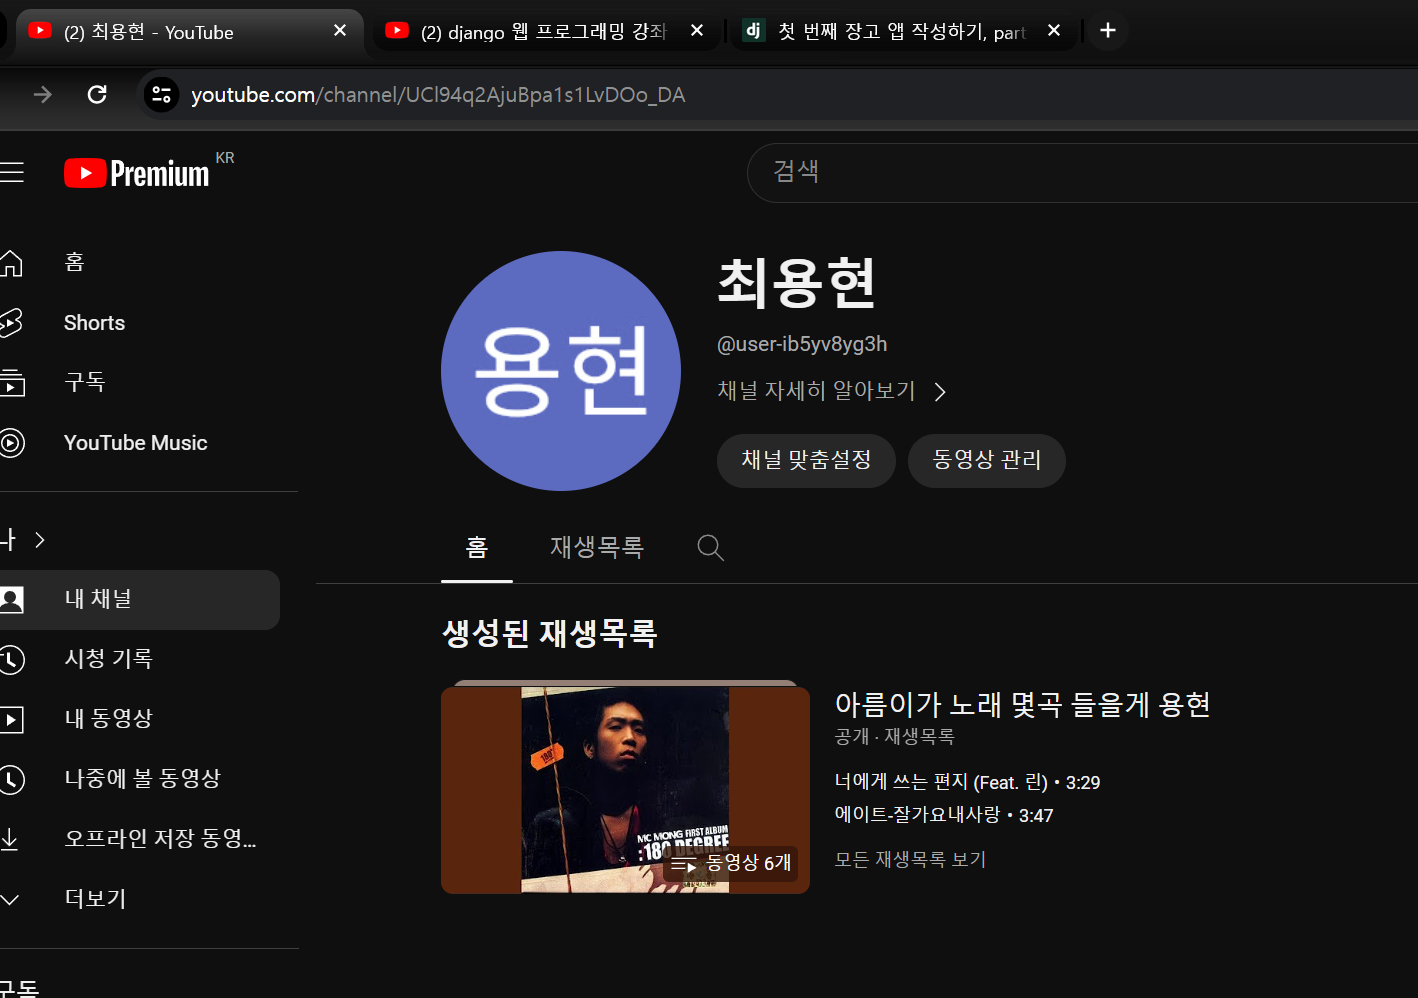 (2) 최용현 - YouTube
(2) django 웹 프로그래밍 강좌
dj 첫 번째 장고 앱 작성하기, part
youtube.com/channel/UCl94q2AjuBpa1s1LvDOo_DA
Premium KR
검색
홈
Shorts
구독
YouTube Music
나
내 채널
시청 기록
내 동영상
나중에 볼 동영상
오프라인 저장 동영...
더보기
구독
용현
최용현
@user-ib5yv8yg3h
채널 자세히 알아보기
채널 맞춤설정
동영상 관리
홈
재생목록
생성된 재생목록
MC MONG FIRST ALBUM
:180 DEGREE
동영상 6개
아름이가 노래 몇곡 들을게 용현
공개 · 재생목록
너에게 쓰는 편지 (Feat. 린) • 3:29
에이트-잘가요내사랑 • 3:47
모든 재생목록 보기